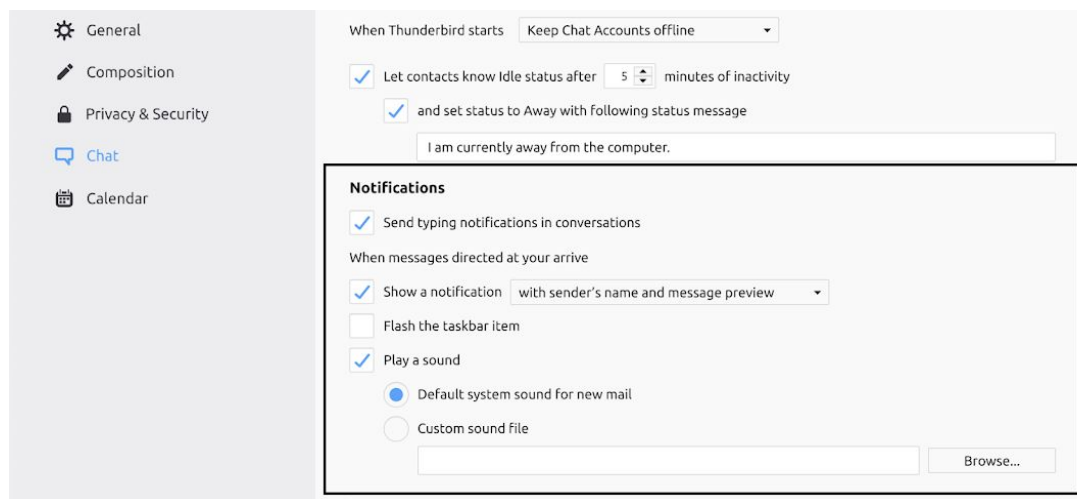 General
Composition
Privacy & Security
Chat
Calendar
When Thunderbird starts Keep Chat Accounts offline
Let contacts know Idle status after 5 minutes of inactivity
and set status to Away with following status message
I am currently away from the computer.
Notifications
Send typing notifications in conversations
When messages directed at your arrive
Show a notification with sender's name and message preview
Flash the taskbar item
Play a sound
Default system sound for new mail
Custom sound file
Browse...